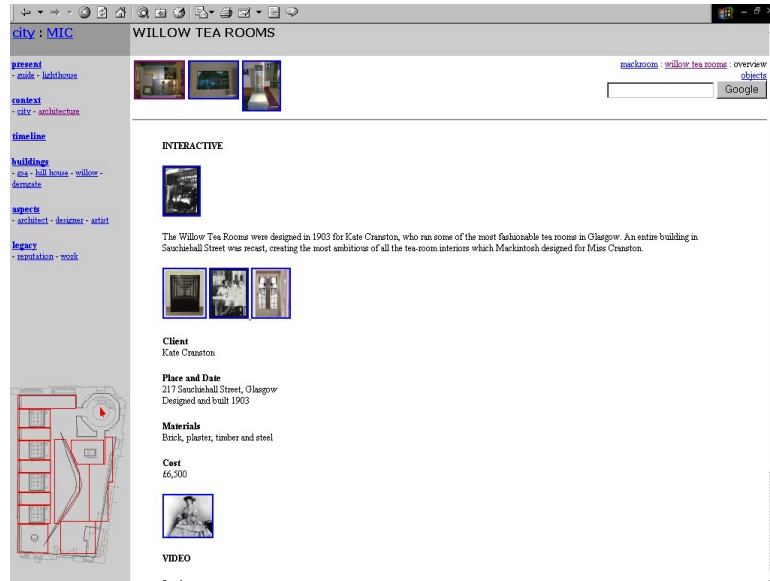 city : MIC
WILLOW TEA ROOMS
present
- guide - lighthouse
context
- city - architecture
timeline
buildings
- gsa - hill house - willow -
derngate
aspects
- architect - designer - artist
legacy
- reputation - work
mackroom : willow tea rooms : overview
objects
Google
INTERACTIVE
The Willow Tea Rooms were designed in 1903 for Kate Cranston, who ran some of the most fashionable tea rooms in Glasgow. An entire building in
Sauchiehall Street was recast, creating the most ambitious of all the tea-room interiors which Mackintosh designed for Miss Cranston.
Client
Kate Cranston
Place and Date
217 Sauchiehall Street, Glasgow
Designed and built 1903
Materials
Brick, plaster, timber and steel
Cost
£6,500
VIDEO